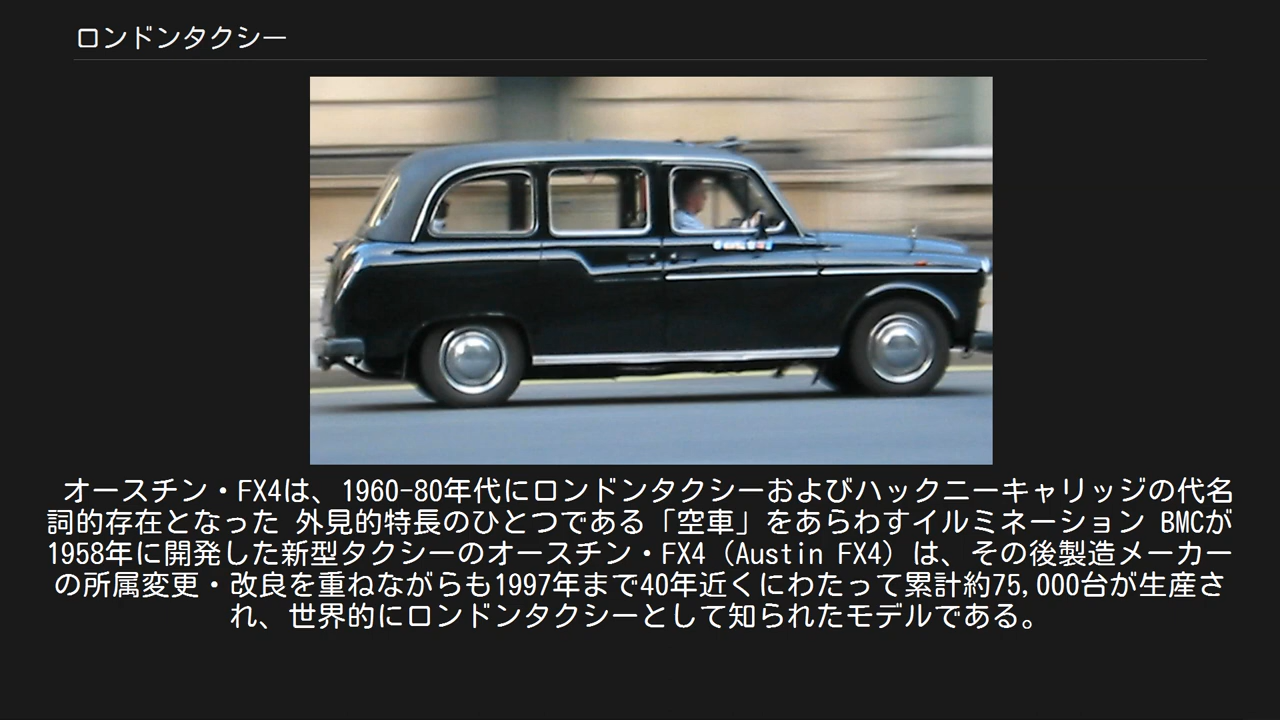 ロンドンタクシー
オースチン・FX4は、1960-80年代にロンドンタクシーおよびハックニーキャリッジの代名
詞的存在となった 外見的特長のひとつである「空車」をあらわすイルミネーション BMCが
1958年に開発した新型タクシーのオースチン・FX4（Austin FX4）は、その後製造メーカー
の所属変更・改良を重ねながらも1997年まで40年近くにわたって累計約75,000台が生産さ
れ、世界的にロンドンタクシーとして知られたモデルである。